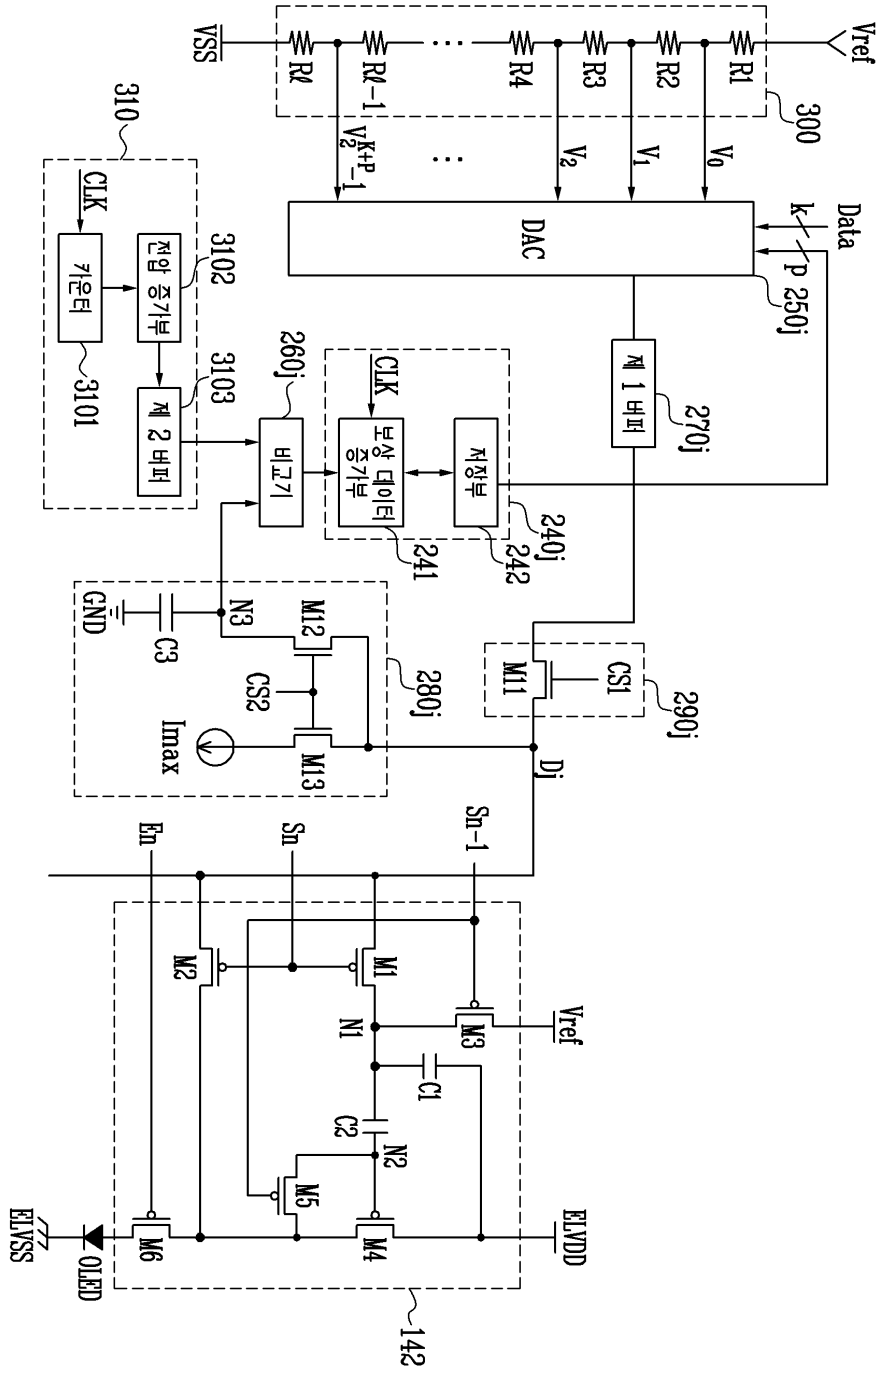 Vref
R1
R2
R3
R4
...
Rℓ-1
Rℓ
VSS
300
V0
V1
V2
...
V2^K+P-1
Data
k
p
DAC
250j
제 1 버퍼
270j
310
CLK
카운터
3101
전압 증가부
3102
제 2 버퍼
3103
비교기
260j
CLK
보상 데이터
증가부
241
저장부
242
240j
CS1
M11
290j
N3
M12
C3
GND
CS2
M13
Imax
280j
Dj
Sn-1
Sn
En
M1
M2
M3
Vref
N1
C1
C2
N2
M5
M4
ELVDD
M6
OLED
ELVSS
142